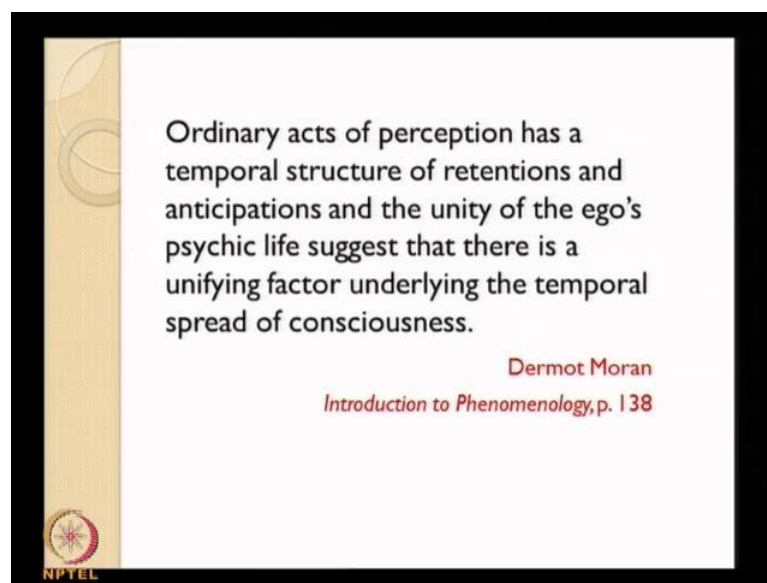 Ordinary acts of perception has a
temporal structure of retentions and
anticipations and the unity of the ego's
psychic life suggest that there is a
unifying factor underlying the temporal
spread of consciousness.
Dermot Moran
Introduction to Phenomenology, p. 138
NPTEL